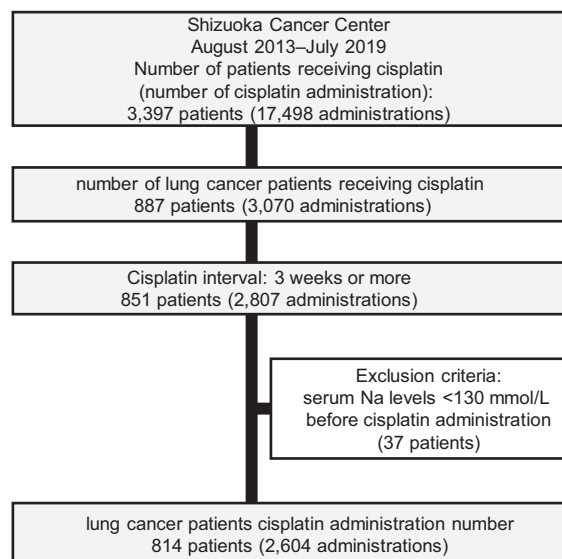 Shizuoka Cancer Center
August 2013–July 2019
Number of patients receiving cisplatin
(number of cisplatin administration):
3,397 patients (17,498 administrations)
number of lung cancer patients receiving cisplatin
887 patients (3,070 administrations)
Cisplatin interval: 3 weeks or more
851 patients (2,807 administrations)
Exclusion criteria:
serum Na levels <130 mmol/L
before cisplatin administration
(37 patients)
lung cancer patients cisplatin administration number
814 patients (2,604 administrations)